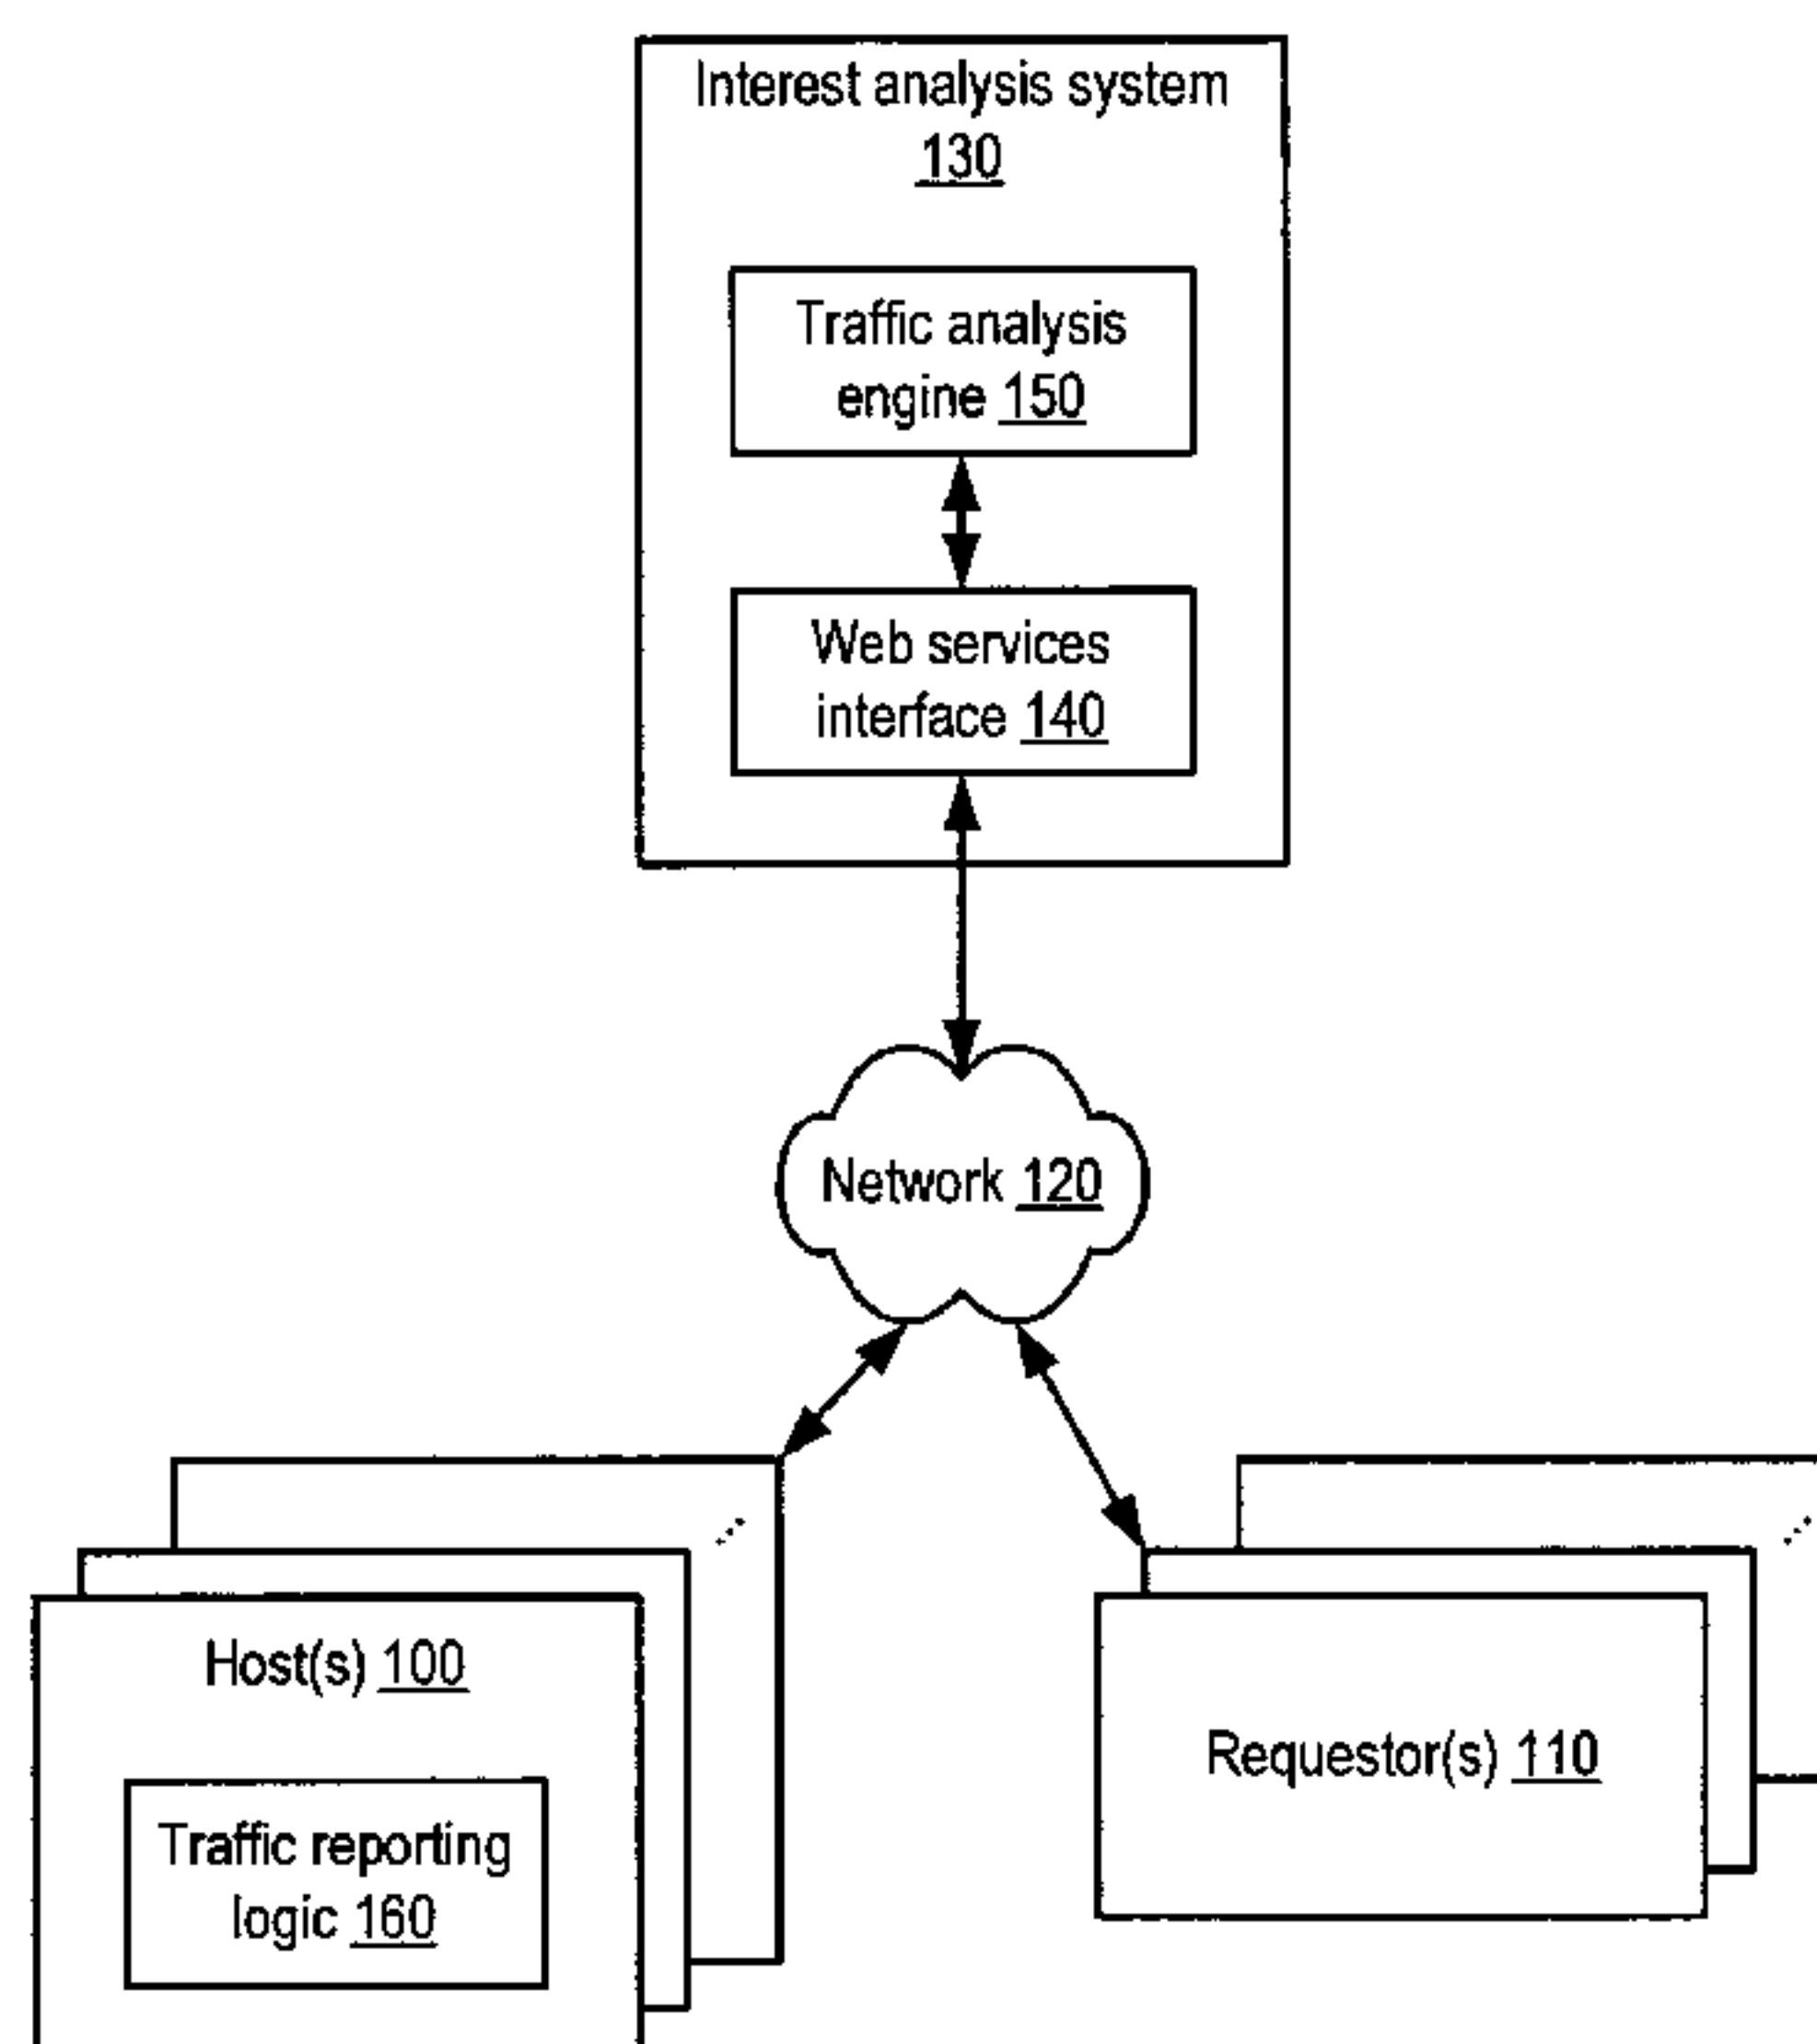 Interest analysis system
130
Traffic analysis
engine 150
Web services
interface 140
Network 120
Host(s) 100
Traffic reporting
logic 160
Requestor(s) 110